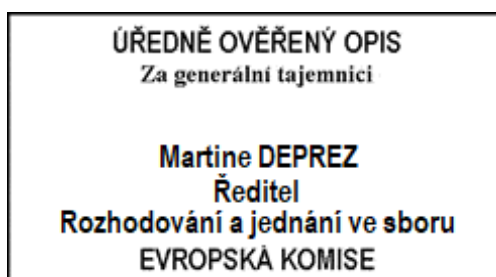 ÚŘEDNĚ OVĚŘENÝ OPIS
Za generální tajemnici
Martine DEPREZ
Ředitel
Rozhodování a jednání ve sboru
EVROPSKÁ KOMISE